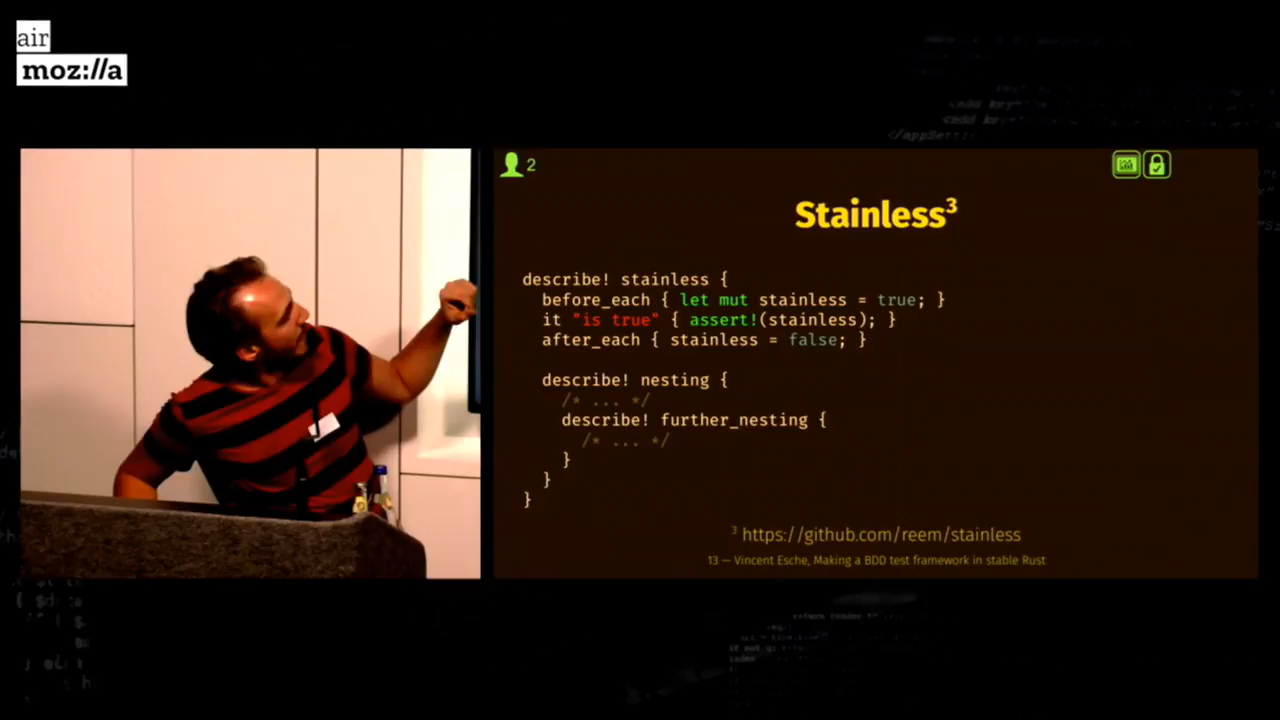 air
moz://a
2
Stainless³
describe! stainless {
before_each { let mut stainless = true; }
it "is true" { assert!(stainless); }
after_each { stainless = false; }
describe! nesting {
/* ... */
describe! further_nesting {
/* ... */
}
}
}
³ https://github.com/reem/stainless
13 — Vincent Esche, Making a BDD test framework in stable Rust